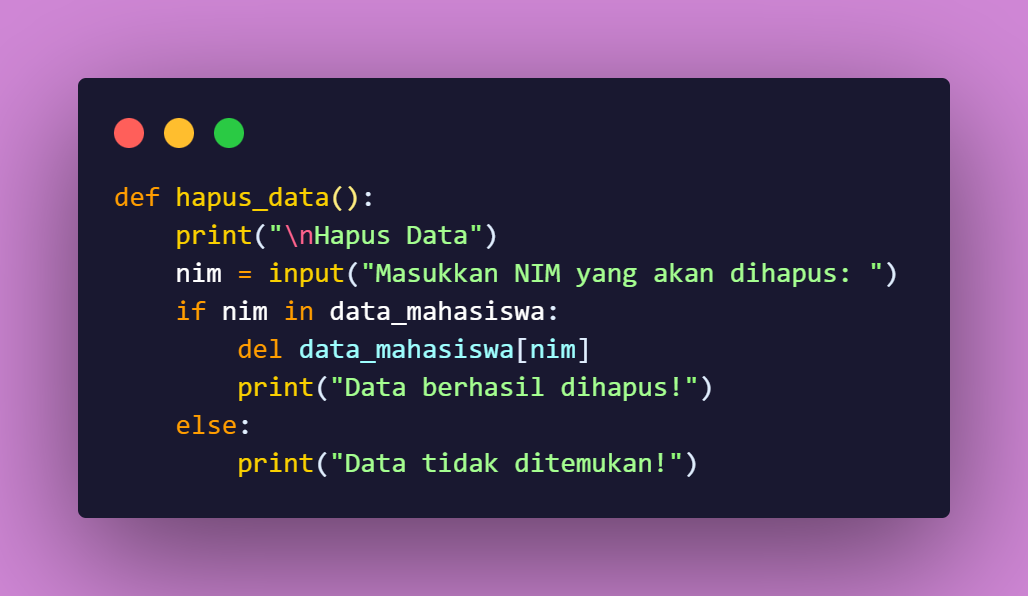 def hapus_data():
    print("\nHapus Data")
    nim = input("Masukkan NIM yang akan dihapus: ")
    if nim in data_mahasiswa:
        del data_mahasiswa[nim]
        print("Data berhasil dihapus!")
    else:
        print("Data tidak ditemukan!")